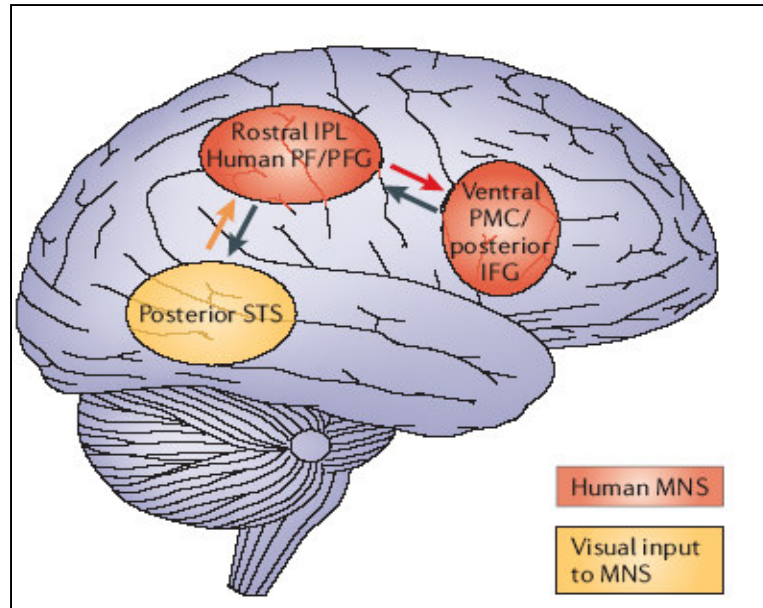 Rostral IPL
Human PF/PFG
Ventral
PMC/
posterior
IFG
Posterior STS
Human MNS
Visual input
to MNS